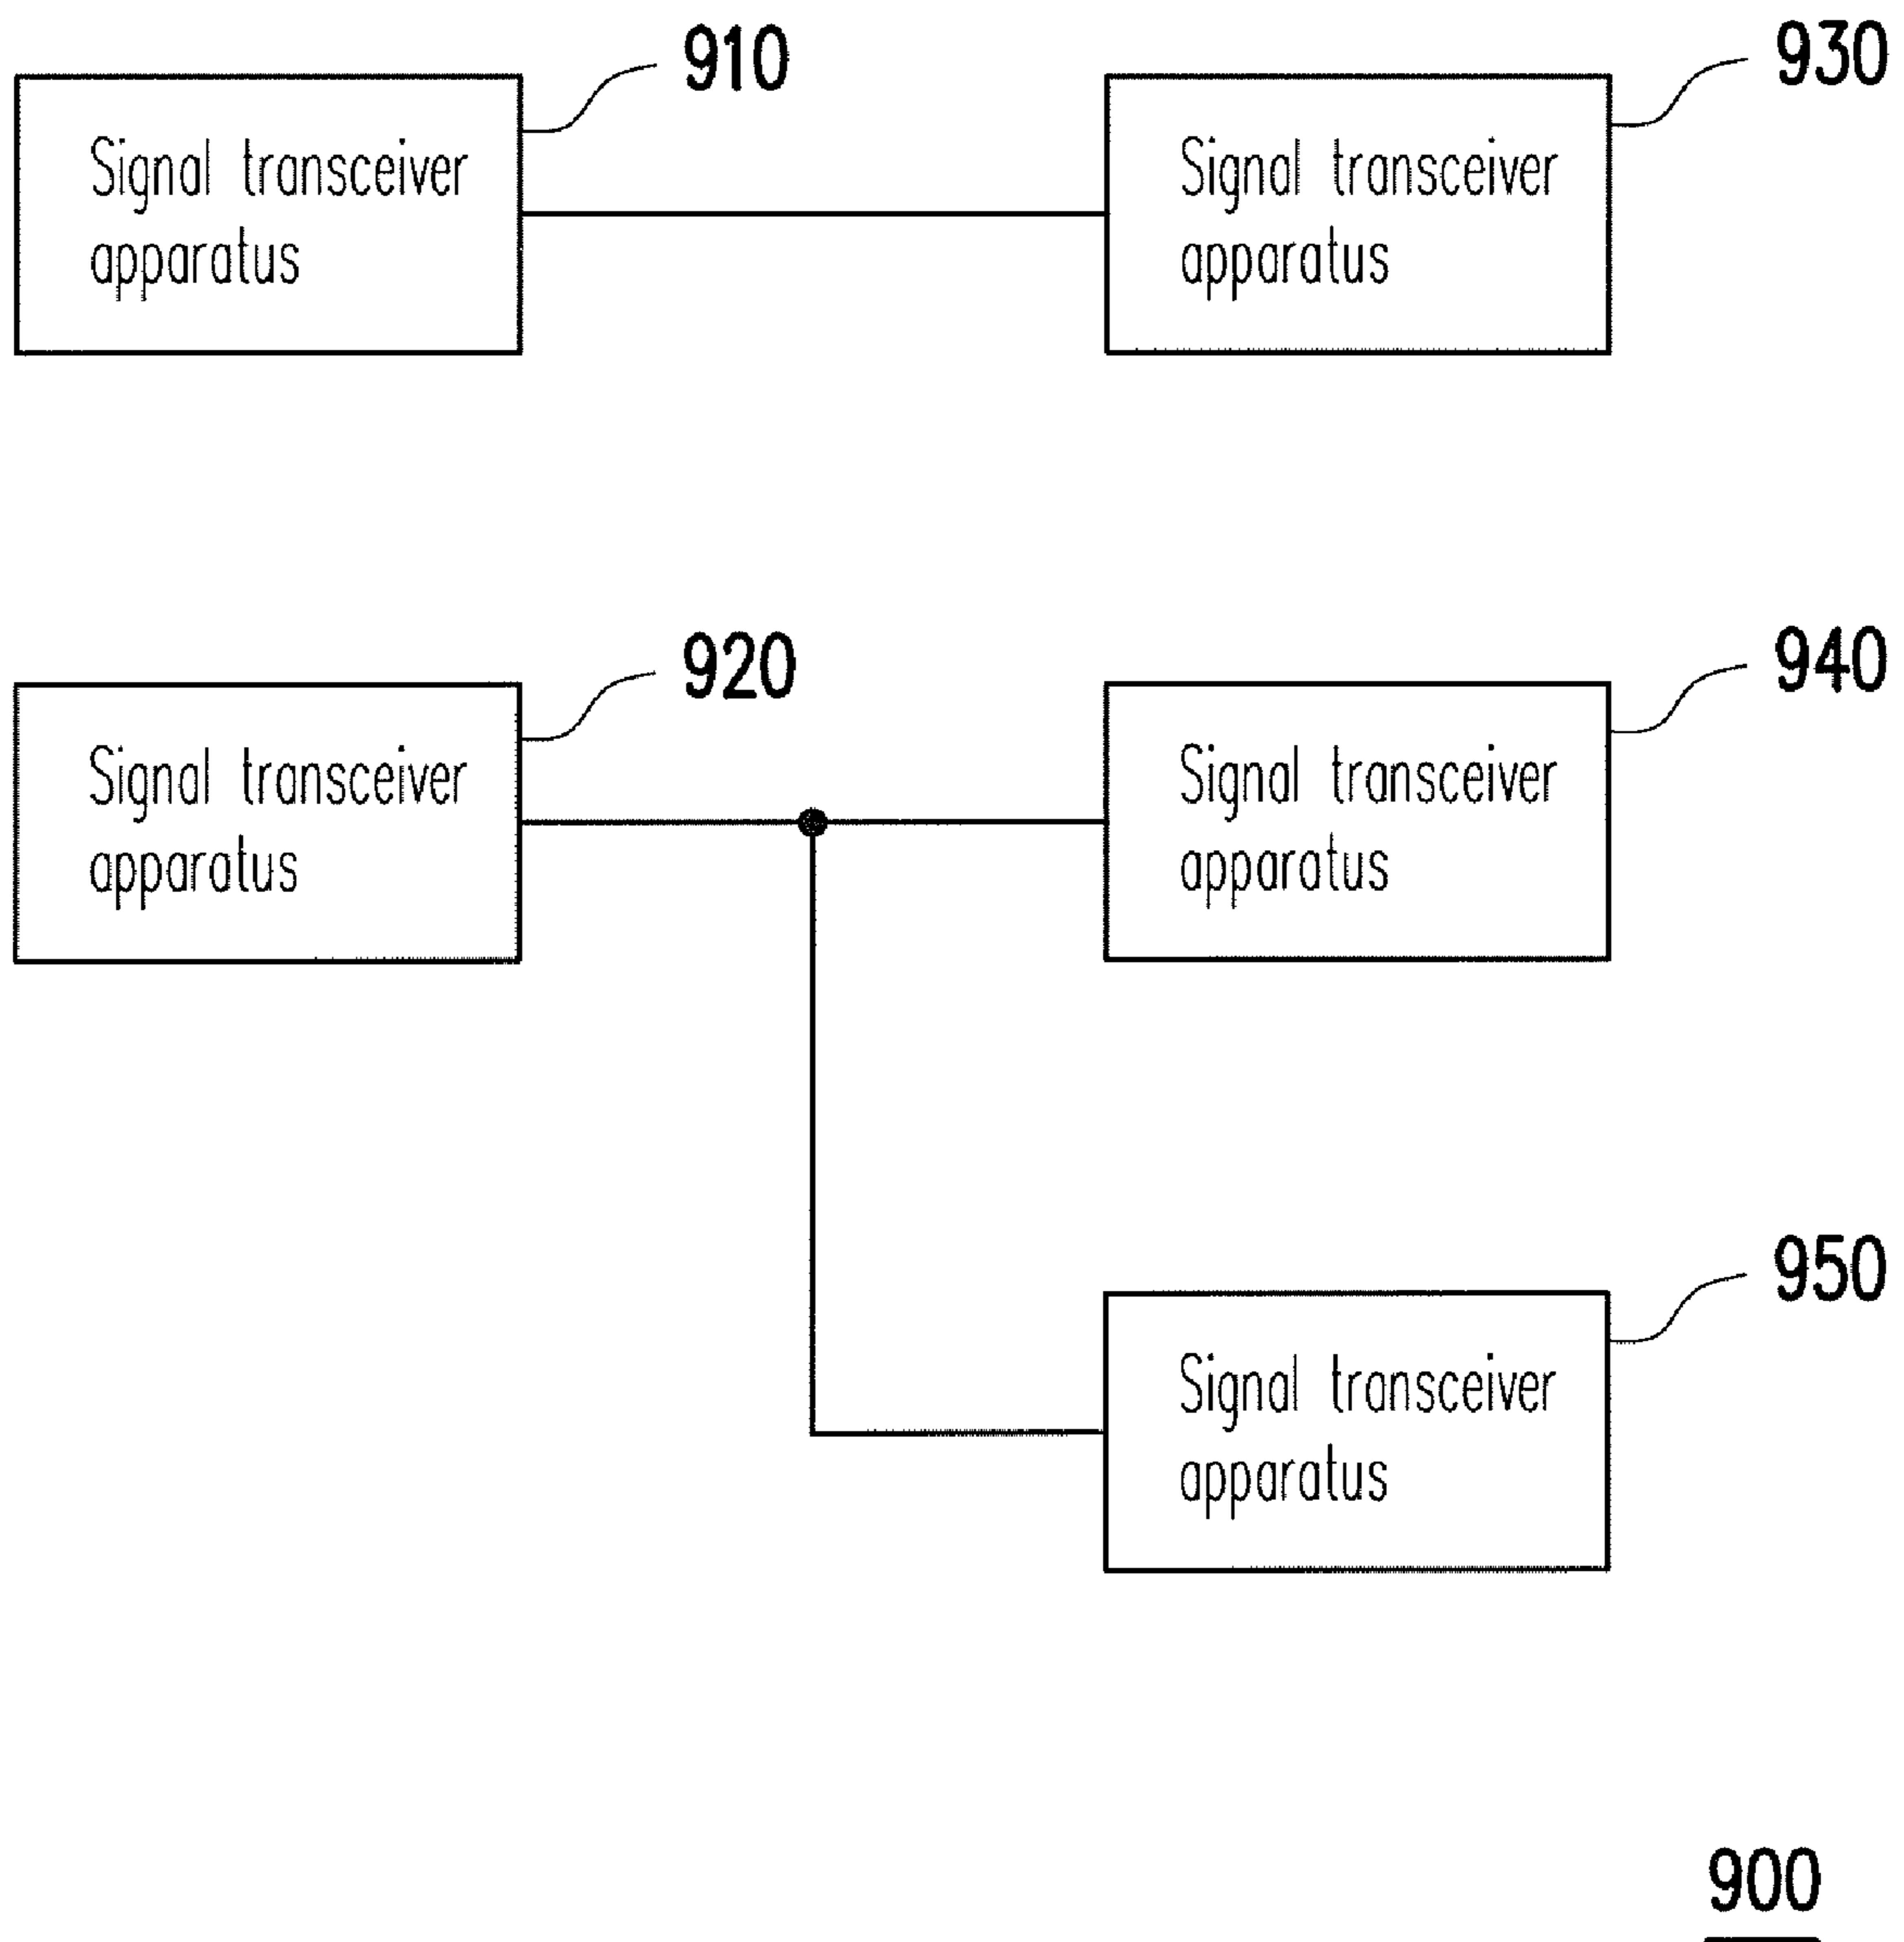 910
Signal transceiver
apparatus
930
Signal transceiver
apparatus
920
Signal transceiver
apparatus
940
Signal transceiver
apparatus
950
Signal transceiver
apparatus
900